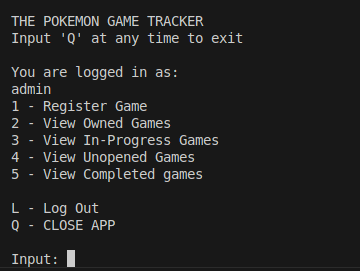 THE POKEMON GAME TRACKER
Input 'Q' at any time to exit
You are logged in as:
admin
1 - Register Game
2 - View Owned Games
3 - View In-Progress Games
4 - View Unopened Games
5 - View Completed games
L - Log Out
Q - CLOSE APP
Input: